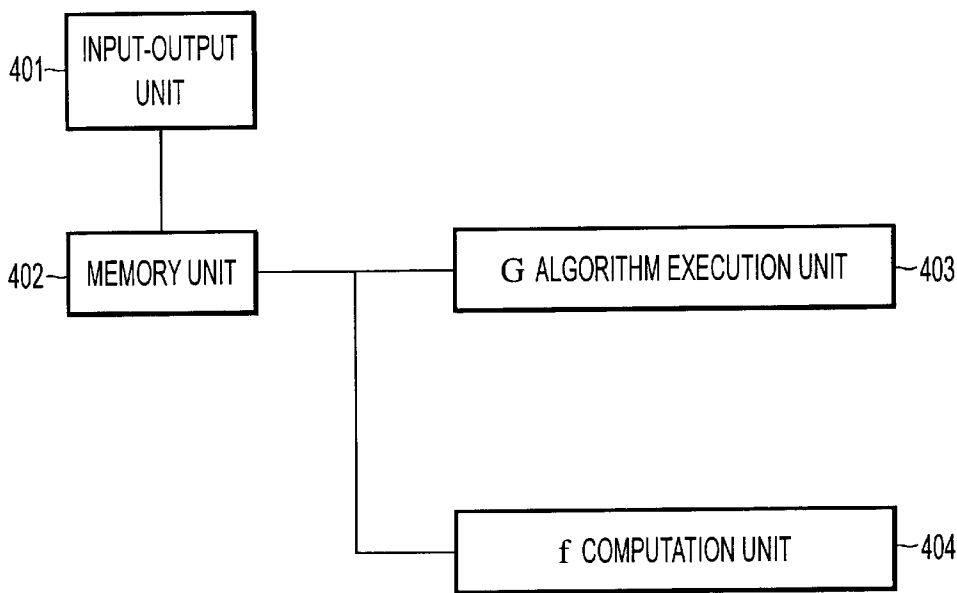 401
INPUT-OUTPUT
UNIT
402
MEMORY UNIT
G ALGORITHM EXECUTION UNIT
403
f COMPUTATION UNIT
404